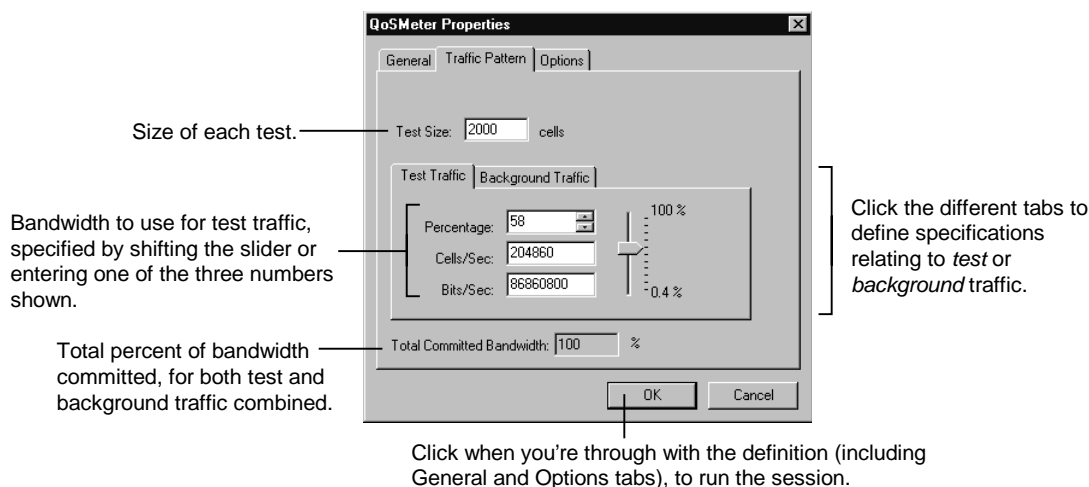 QoSMeter Properties
General Traffic Pattern Options
Size of each test.
Test Size: 2000 cells
Test Traffic Background Traffic
Bandwidth to use for test traffic,
specified by shifting the slider or
entering one of the three numbers
shown.
Percentage: 58
Cells/Sec: 204860
Bits/Sec: 86860800
100 %
0.4 %
Click the different tabs to
define specifications
relating to test or
background traffic.
Total percent of bandwidth
committed, for both test and
background traffic combined.
Total Committed Bandwidth: 100 %
OK Cancel
Click when you’re through with the definition (including
General and Options tabs), to run the session.